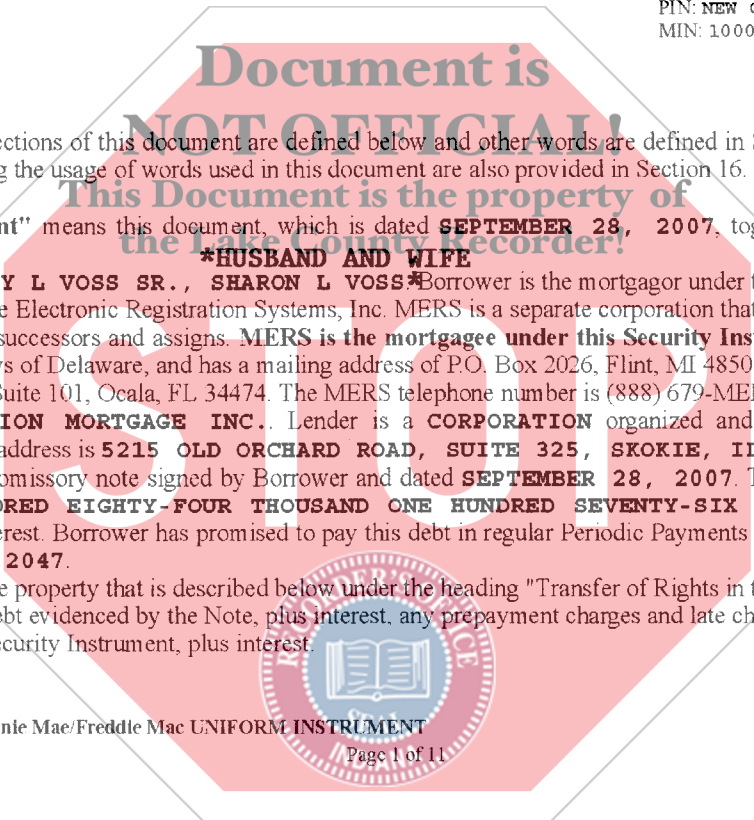 PIN: NEW
MIN: 1000
Document is
NOT OFFICIAL!
This Document is the property of
the Lake County Recorder!
STOP
ections of this document are defined below and other words are defined in
g the usage of words used in this document are also provided in Section 16.
nt" means this document, which is dated SEPTEMBER 28, 2007, tog
*HUSBAND AND WIFE
Y L VOSS SR., SHARON L VOSS* Borrower is the mortgagor under t
e Electronic Registration Systems, Inc. MERS is a separate corporation that
successors and assigns. MERS is the mortgagee under this Security Ins
ws of Delaware, and has a mailing address of P.O. Box 2026, Flint, MI 4850
Suite 101, Ocala, FL 34474. The MERS telephone number is (888) 679-ME
ION MORTGAGE INC.. Lender is a CORPORATION organized and
address is 5215 OLD ORCHARD ROAD, SUITE 325, SKOKIE, I
omissory note signed by Borrower and dated SEPTEMBER 28, 2007. T
DRED EIGHTY-FOUR THOUSAND ONE HUNDRED SEVENTY-SIX
erest. Borrower has promised to pay this debt in regular Periodic Payments
2047.
e property that is described below under the heading "Transfer of Rights in t
ebt evidenced by the Note, plus interest, any prepayment charges and late ch
ecurity Instrument, plus interest.
RECORDER'S OFFICE
SEAL
INDIANA
nie Mae/Freddie Mac UNIFORM INSTRUMENT
Page 1 of 11